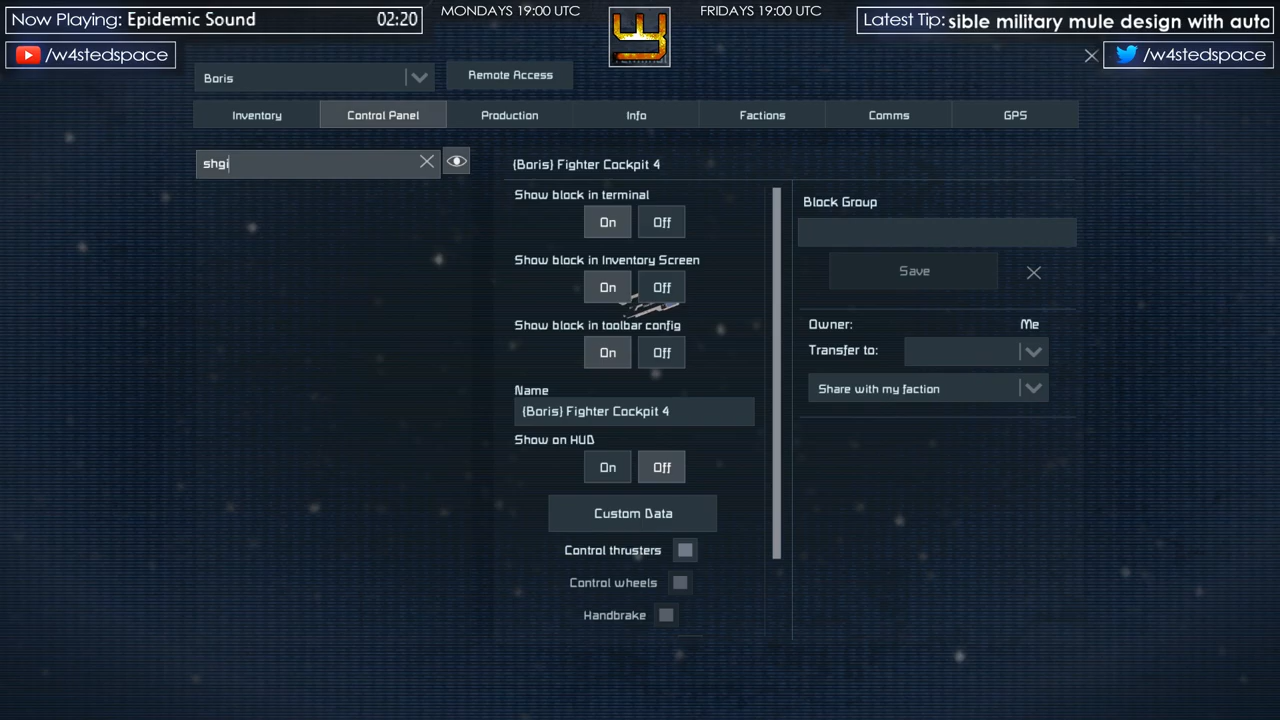 Now Playing: Epidemic Sound 02:20
MONDAYS 19:00 UTC
FRIDAYS 19:00 UTC
Latest Tip: sible military mule design with auto
/w4stedspace
/w4stedspace
Boris
Remote Access
Inventory
Control Panel
Production
Info
Factions
Comms
GPS
shgi
(Boris) Fighter Cockpit 4
Show block in terminal
On Off
Show block in Inventory Screen
On Off
Show block in toolbar config
On Off
Name
(Boris) Fighter Cockpit 4
Show on HUD
On Off
Custom Data
Control thrusters
Control wheels
Handbrake
Block Group
Save
Owner: Me
Transfer to:
Share with my faction